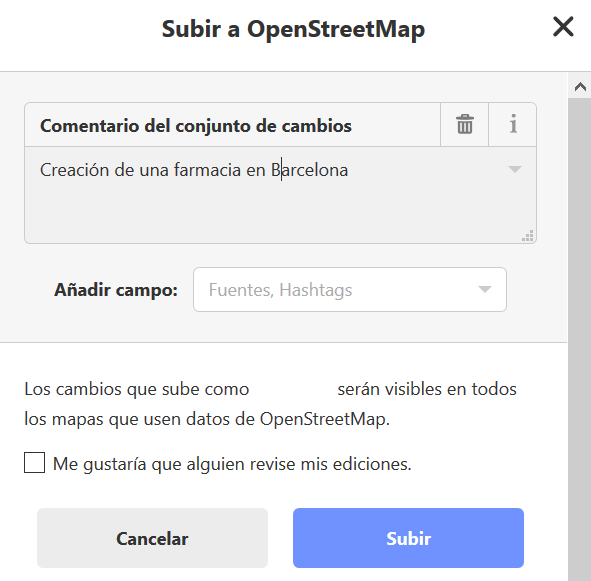 Subir a OpenStreetMap
Comentario del conjunto de cambios
Creación de una farmacia en Barcelona
Añadir campo:
Fuentes, Hashtags
Los cambios que sube como serán visibles en todos
los mapas que usen datos de OpenStreetMap.
Me gustaría que alguien revise mis ediciones.
Cancelar
Subir